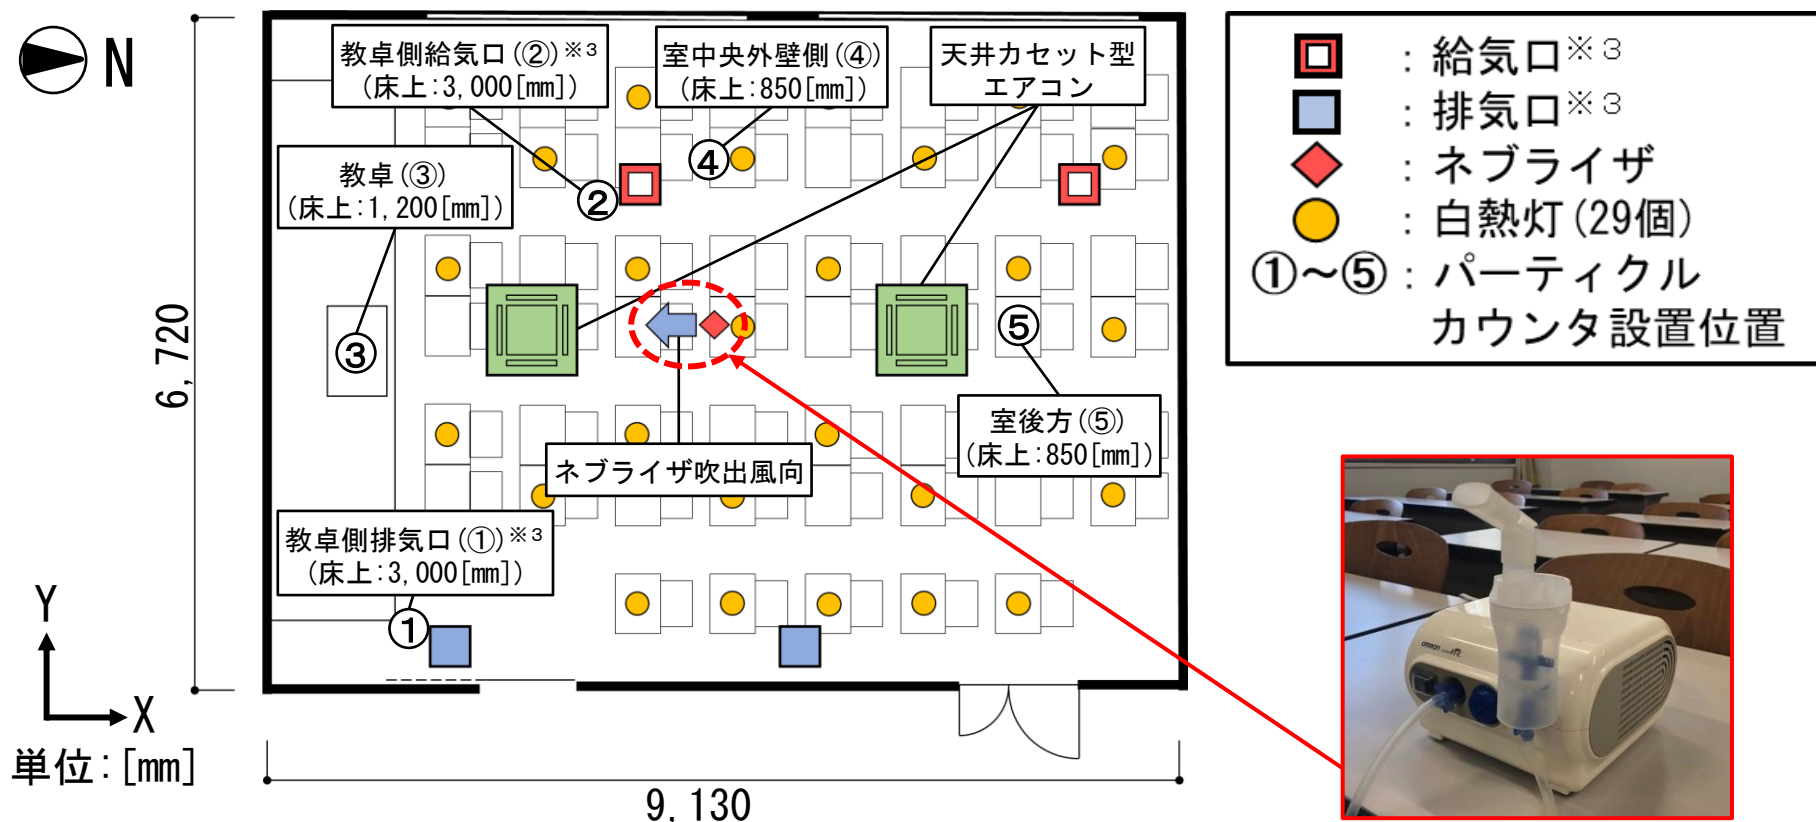 N
教卓側給気口(②)※3
(床上:3,000[mm])
室中央外壁側(④)
(床上:850[mm])
天井カセット型
エアコン
教卓(③)
(床上:1,200[mm])
④
②
③
⑤
6,720
室後方(⑤)
(床上:850[mm])
ネブライザ吹出風向
教卓側排気口(①)※3
(床上:3,000[mm])
①
Y
X
単位:[mm]
9,130
:給気口※3
:排気口※3
:ネブライザ
:白熱灯(29個)
①~⑤:パーティクル
カウンタ設置位置
OMRON